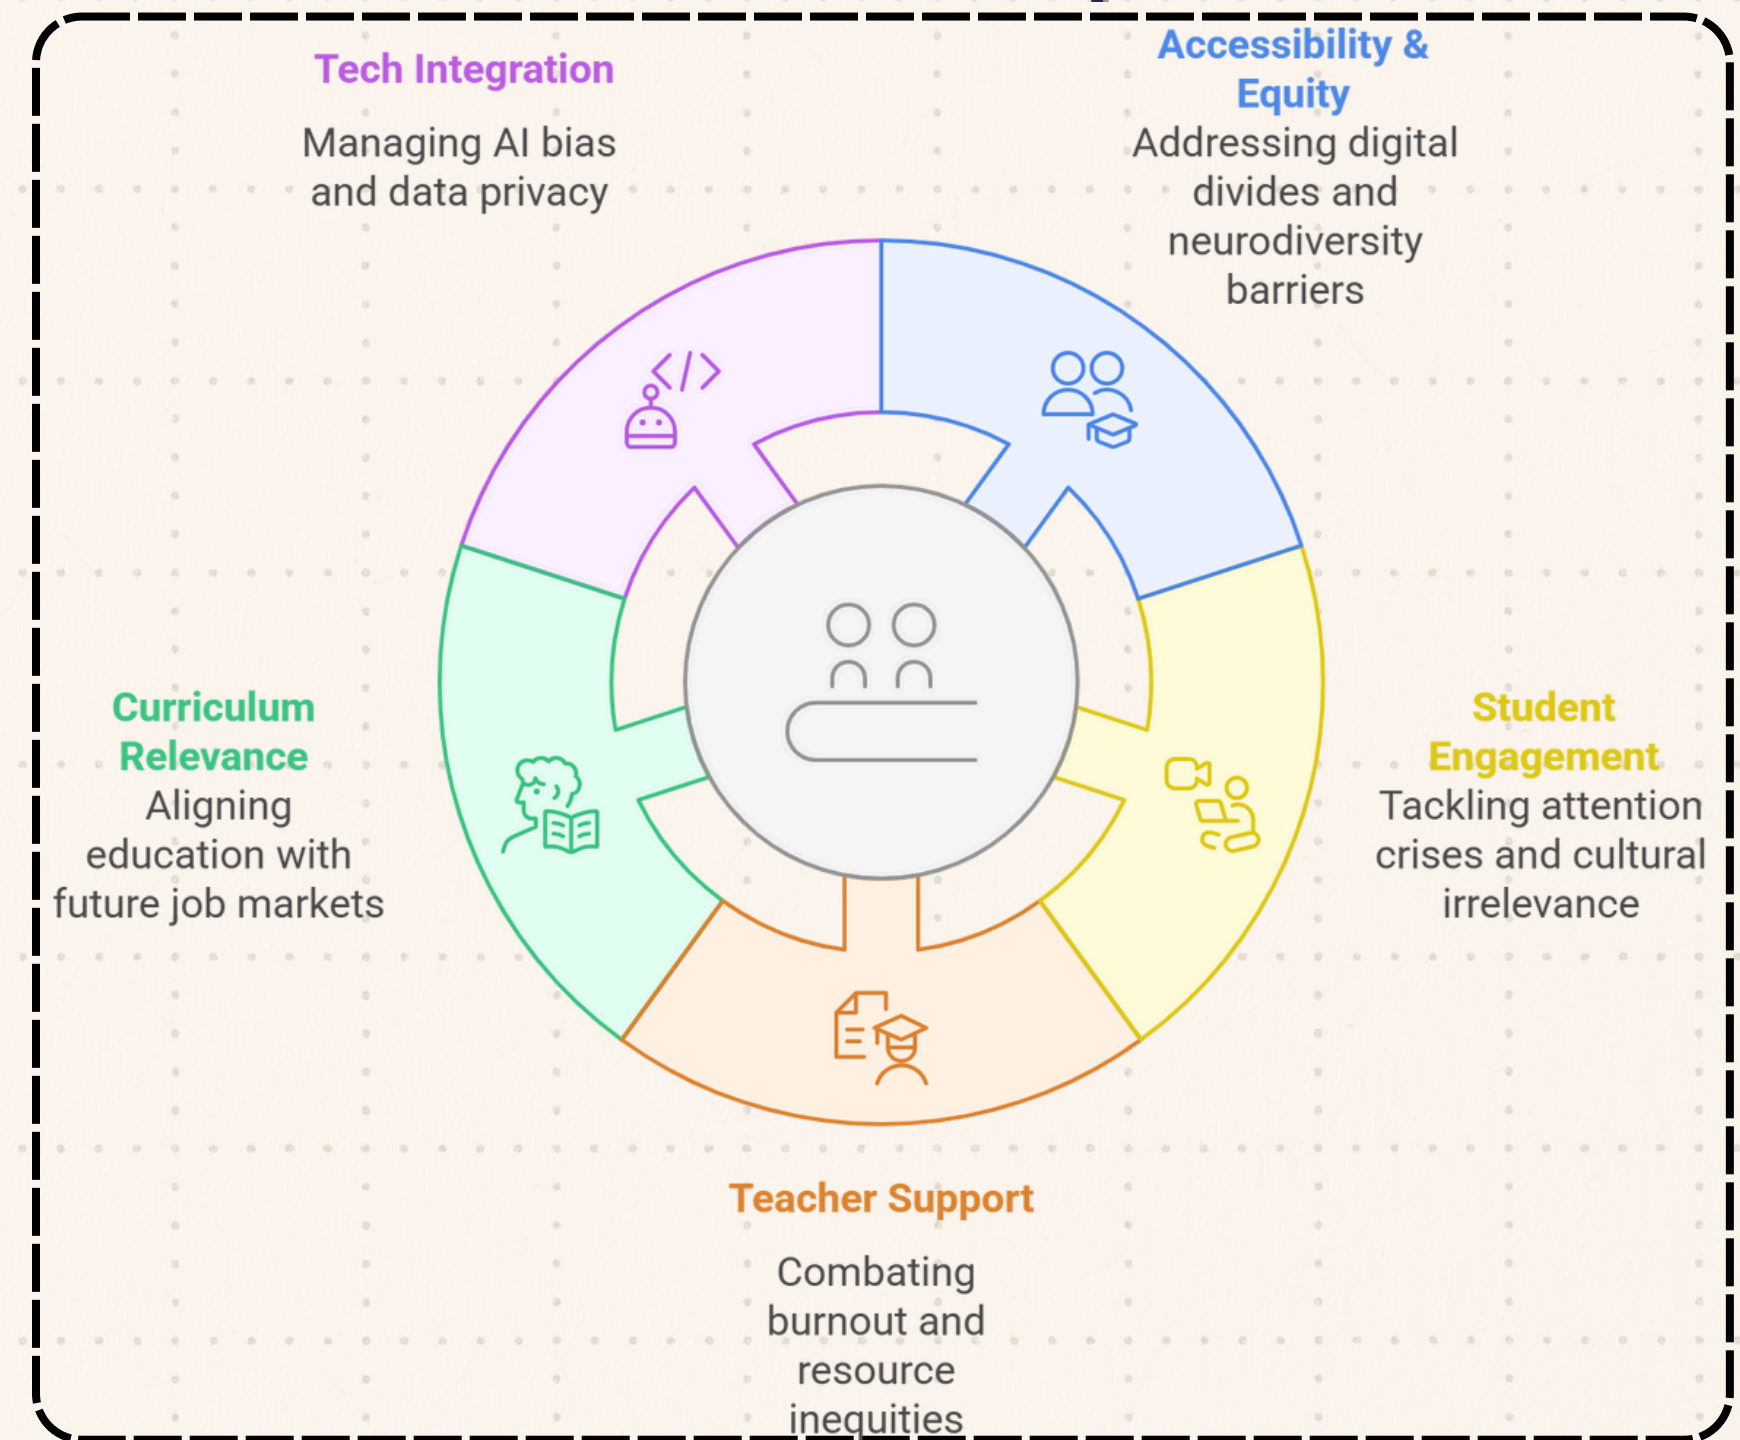 Tech Integration
Managing AI bias
and data privacy
Accessibility &
Equity
Addressing digital
divides and
neurodiversity
barriers
Curriculum
Relevance
Aligning
education with
future job markets
Student
Engagement
Tackling attention
crises and cultural
irrelevance
Teacher Support
Combating
burnout and
resource
inequities